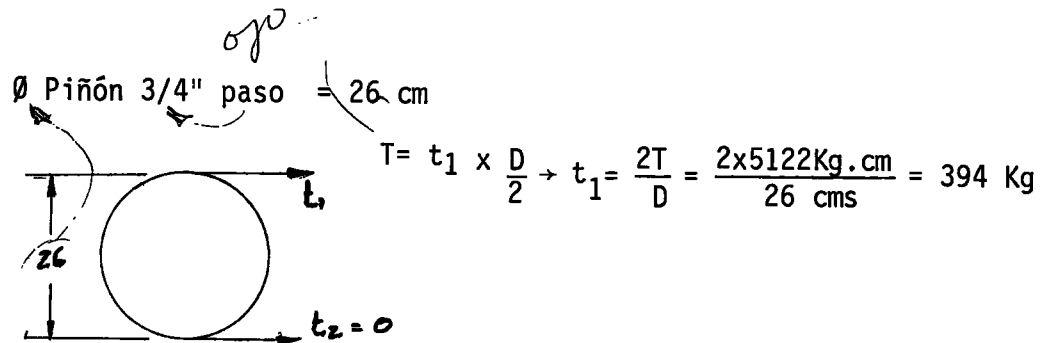 ojo...
Ø Piñón 3/4" paso = 26 cm
T= t1 x D/2 → t1= 2T/D = 2x5122Kg.cm/26 cms = 394 Kg
t1
26
t2 = 0